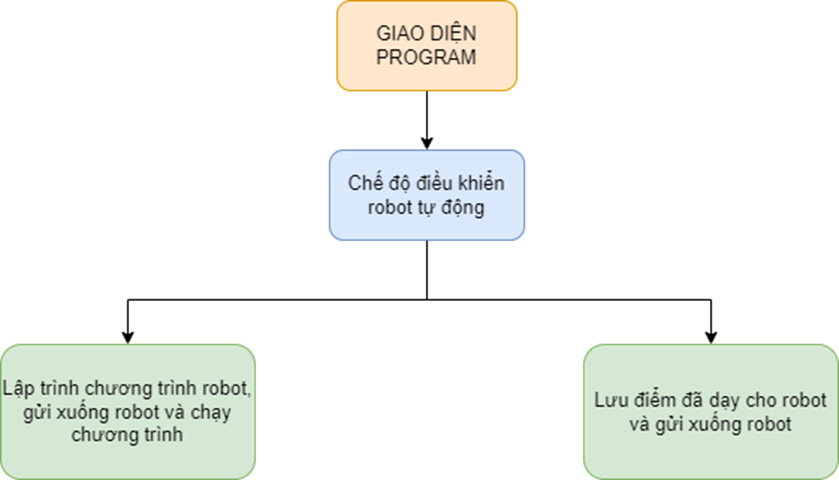 GIAO DIỆN
PROGRAM
Chế độ điều khiển
robot tự động
Lập trình chương trình robot,
gửi xuống robot và chạy
chương trình
Lưu điểm đã dạy cho robot
và gửi xuống robot